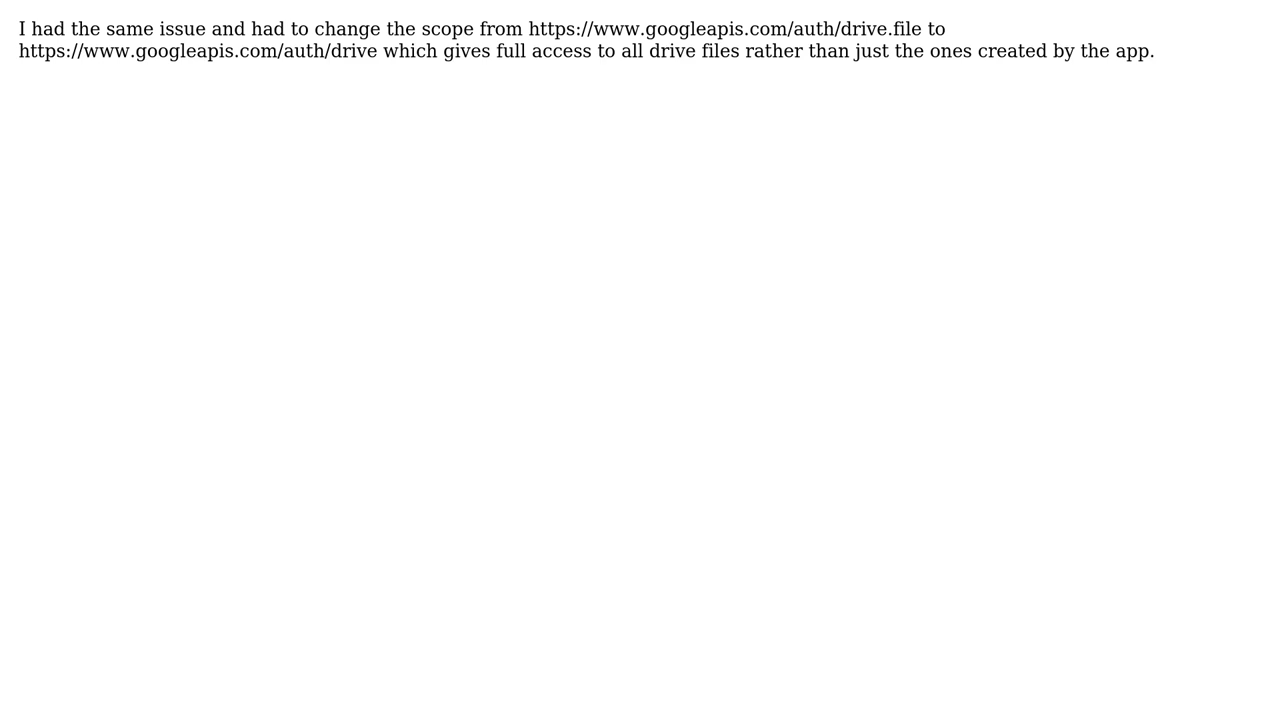 I had the same issue and had to change the scope from https://www.googleapis.com/auth/drive.file to
https://www.googleapis.com/auth/drive which gives full access to all drive files rather than just the ones created by the app.